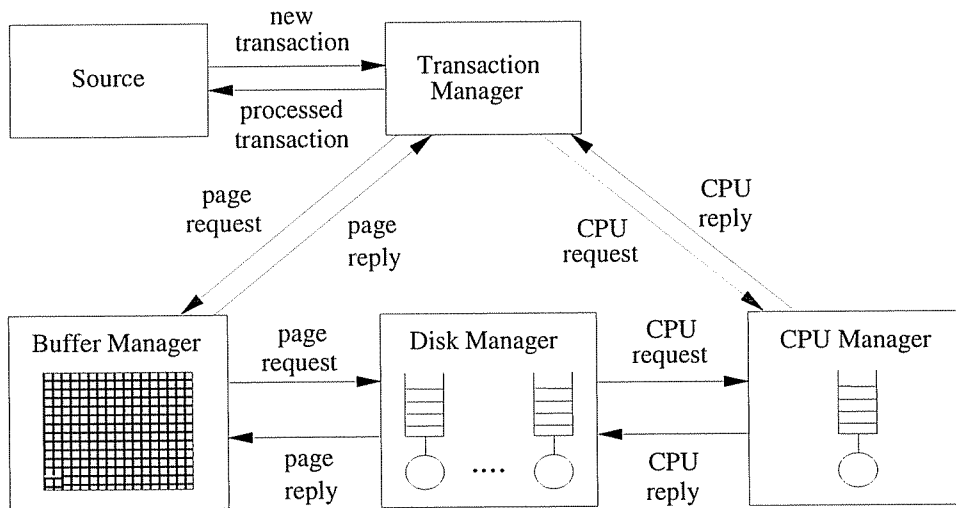 new
transaction
Source
Transaction
Manager
processed
transaction
page
request
page
reply
CPU
request
CPU
reply
Buffer Manager
page
request
page
reply
Disk Manager
....
CPU
request
CPU
reply
CPU Manager